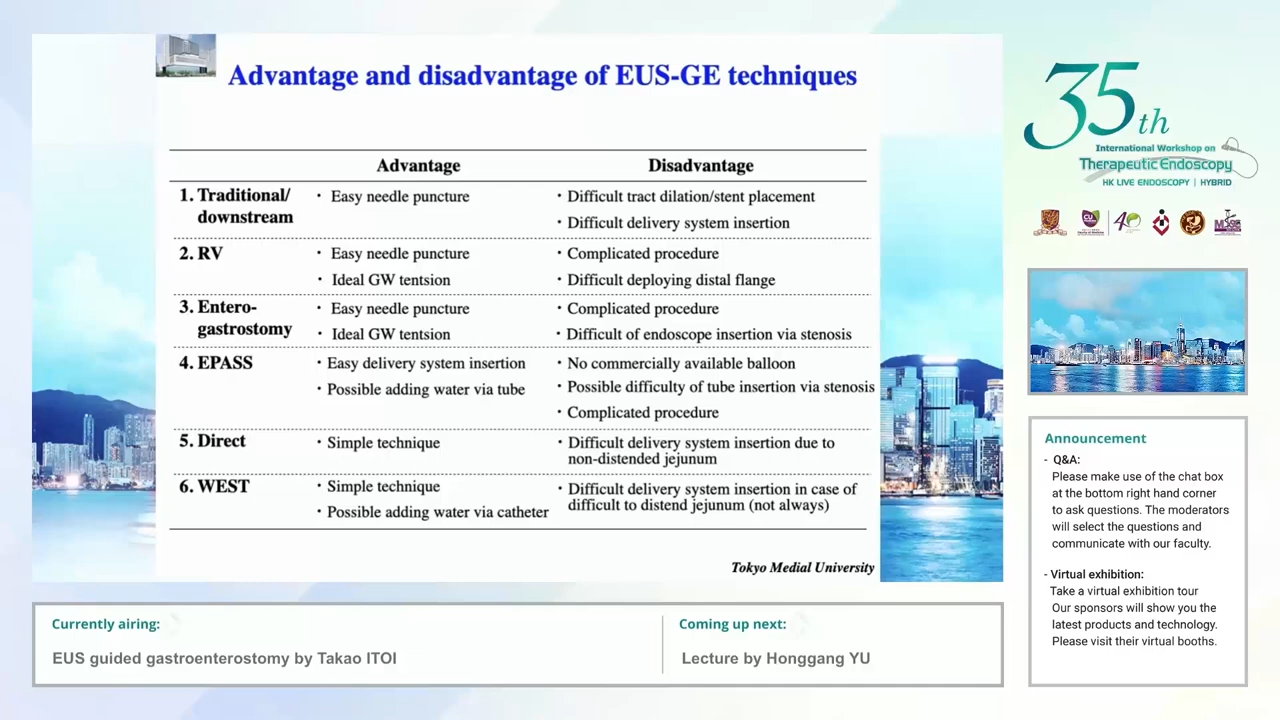 Advantage and disadvantage of EUS-GE techniques
Advantage
Disadvantage
1. Traditional/
downstream
・ Easy needle puncture
・ Difficult tract dilation/stent placement
・ Difficult delivery system insertion
2. RV
・ Easy needle puncture
・ Ideal GW tentsion
・ Complicated procedure
・ Difficult deploying distal flange
3. Entero-
gastrostomy
・ Easy needle puncture
・ Ideal GW tentsion
・ Complicated procedure
・ Difficult of endoscope insertion via stenosis
4. EPASS
・ Easy delivery system insertion
・ Possible adding water via tube
・ No commercially available balloon
・ Possible difficulty of tube insertion via stenosis
・ Complicated procedure
5. Direct
・ Simple technique
・ Difficult delivery system insertion due to
non-distended jejunum
6. WEST
・ Simple technique
・ Possible adding water via catheter
・ Difficult delivery system insertion in case of
difficult to distend jejunum (not always)
Tokyo Medial University
35th
International Workshop on
Therapeutic Endoscopy
HK LIVE ENDOSCOPY | HYBRID
Announcement
- Q&A:
Please make use of the chat box
at the bottom right hand corner
to ask questions. The moderators
will select the questions and
communicate with our faculty.
- Virtual exhibition:
Take a virtual exhibition tour
Our sponsors will show you the
latest products and technology.
Please visit their virtual booths.
Currently airing:
EUS guided gastroenterostomy by Takao ITOI
Coming up next:
Lecture by Honggang YU